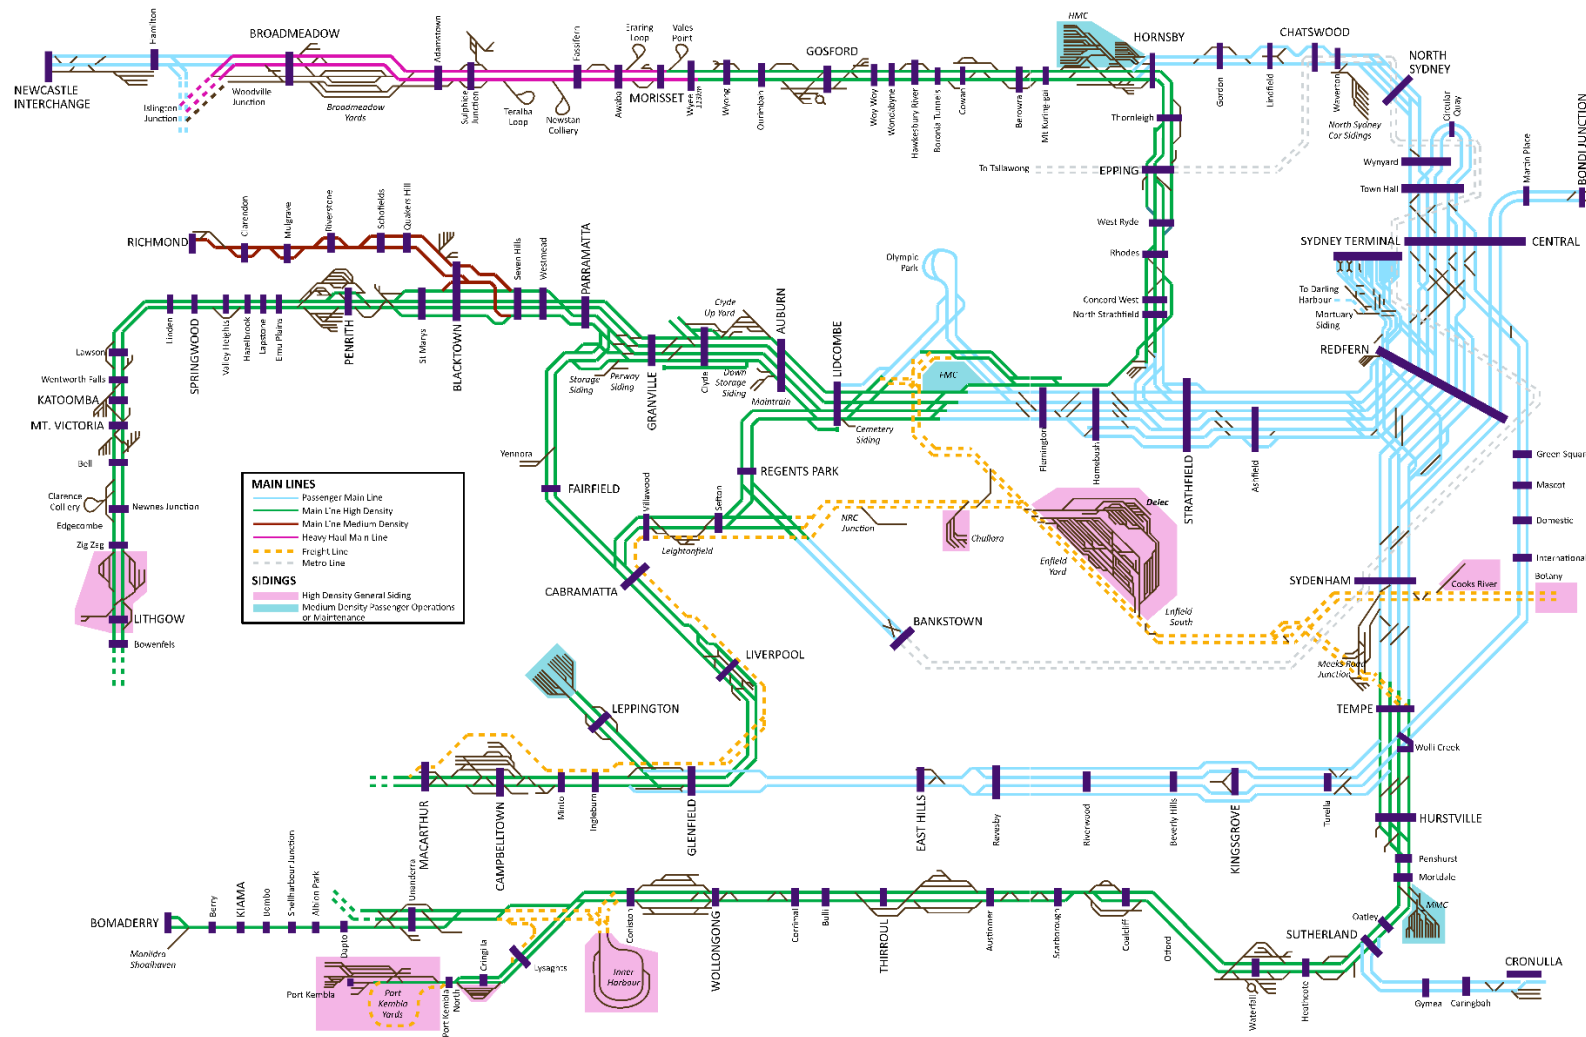 NEWCASTLE
INTERCHANGE
Hamilton
Islington
Junction
BROADMEADOW
Woodville
Junction
Broadmeadow
Yards
Adamstown
Sulphide
Junction
Teralba
Loop
Newstan
Colliery
Fassifern
Awaba
Eraring
Loop
MORISSET
Vales
Point
Wyee
Wyong
Ourimbah
GOSFORD
Woy Woy
Wondabyne
Hawkesbury River
Boronia Tunnels
Cowan
Berowra
Mt Kuring-gai
HMC
HORNSBY
Gordon
Lindfield
CHATSWOOD
Waverton
North Sydney
Car Sidings
NORTH
SYDNEY
Circular
Quay
Martin Place
BONDI JUNCTION
Thornleigh
To Tallawong
EPPING
West Ryde
Rhodes
Concord West
North Strathfield
Wynyard
Town Hall
SYDNEY TERMINAL
CENTRAL
To Darling
Harbour
Mortuary
Siding
REDFERN
RICHMOND
Clarendon
Mulgrave
Riverstone
Schofields
Quakers Hill
Seven Hills
Westmead
PARRAMATTA
Linden
SPRINGWOOD
Valley Heights
Hazelbrook
Lapstone
Emu Plains
PENRITH
St Marys
BLACKTOWN
Storage
Siding
Perway
Siding
GRANVILLE
Clyde
Clyde
Up Yard
Down
Storage
Siding
AUBURN
Maintrain
LIDCOMBE
Cemetery
Siding
Olympic
Park
FMC
Flemington
Homebush
STRATHFIELD
Ashfield
Lawson
Wentworth Falls
KATOOMBA
MT. VICTORIA
Bell
Clarence
Colliery
Newnes Junction
Edgecombe
Zig Zag
LITHGOW
Bowenfels
MAIN LINES
Passenger Main Line
Main Line High Density
Main Line Medium Density
Heavy Haul Main Line
Freight Line
Metro Line
SIDINGS
High Density General Siding
Medium Density Passenger Operations
or Maintenance
Yennora
FAIRFIELD
Villawood
Leightonfield
Sefton
REGENTS PARK
NRC
Junction
Chullora
Delec
Enfield
Yard
Enfield
South
CABRAMATTA
BANKSTOWN
LIVERPOOL
LEPPINGTON
Green Square
Mascot
Domestic
International
SYDENHAM
Cooks River
Botany
Meeks Road
Junction
TEMPE
Wolli Creek
MACARTHUR
CAMPBELLTOWN
Minto
Ingleburn
GLENFIELD
EAST HILLS
Revesby
Riverwood
Beverly Hills
KINGSGROVE
Turella
HURSTVILLE
Penshurst
Mortdale
MMC
Oatley
SUTHERLAND
CRONULLA
Gymea
Caringbah
BOMADERRY
Manildra
Shoalhaven
Berry
KIAMA
Bombo
Shellharbour Junction
Albion Park
Dapto
Unanderra
Port Kembla
Port
Kembla
Yards
Port Kembla
North
Cringila
Lysaghts
Inner
Harbour
Coniston
WOLLONGONG
Corrimal
Bulli
THIRROUL
Austinmer
Scarborough
Coalcliff
Otford
Waterfall
Heathcote